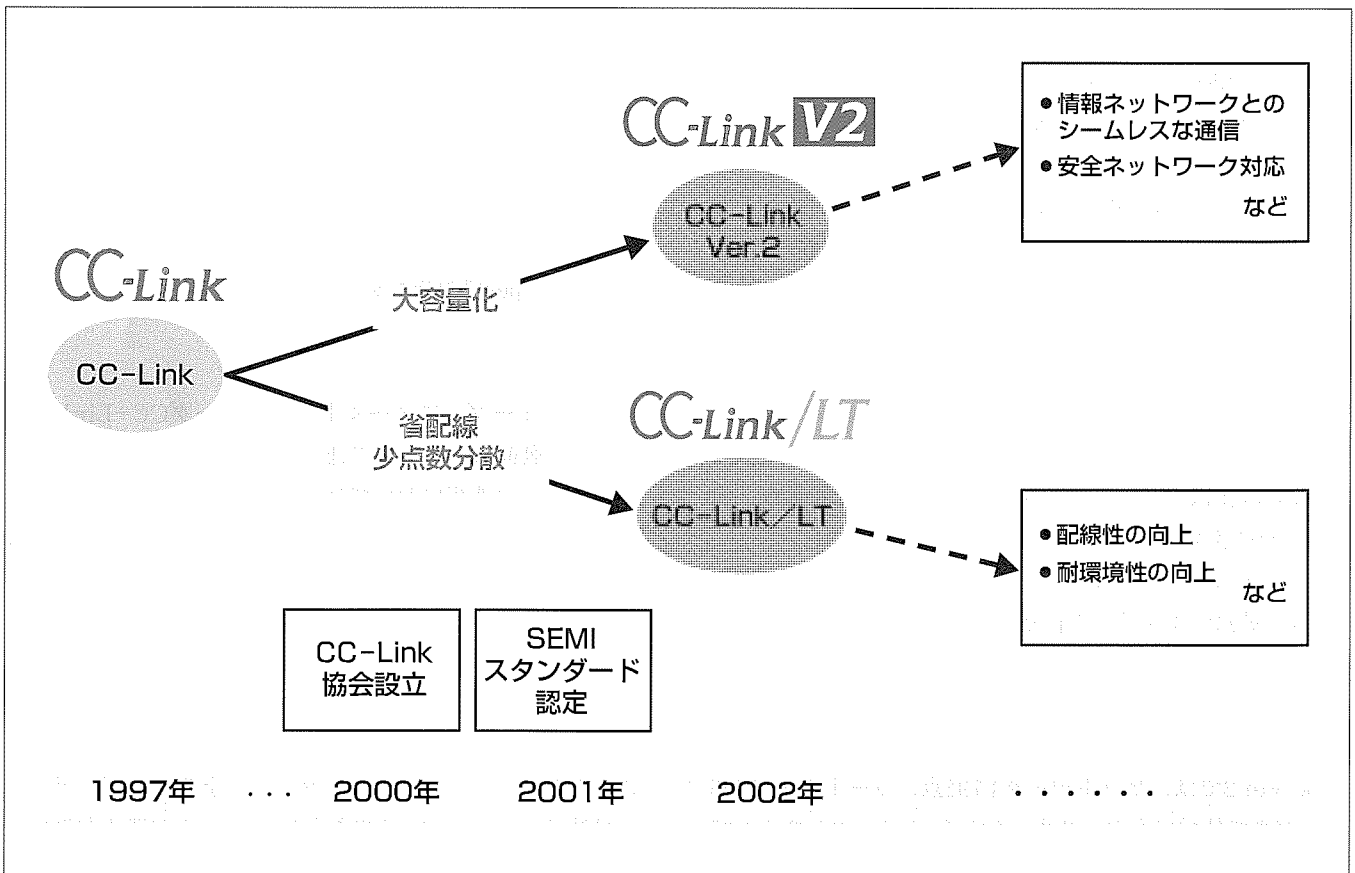 CC-Link V2
• 情報ネットワークとの
シームレスな通信
• 安全ネットワーク対応
など
CC-Link
Ver.2
CC-Link
大容量化
CC-Link
省配線
少点数分散
CC-Link/LT
CC-Link／LT
• 配線性の向上
• 耐環境性の向上
など
CC-Link
協会設立
SEMI
スタンダード
認定
1997年 ・・・ 2000年 2001年 2002年 ・・・・・・・